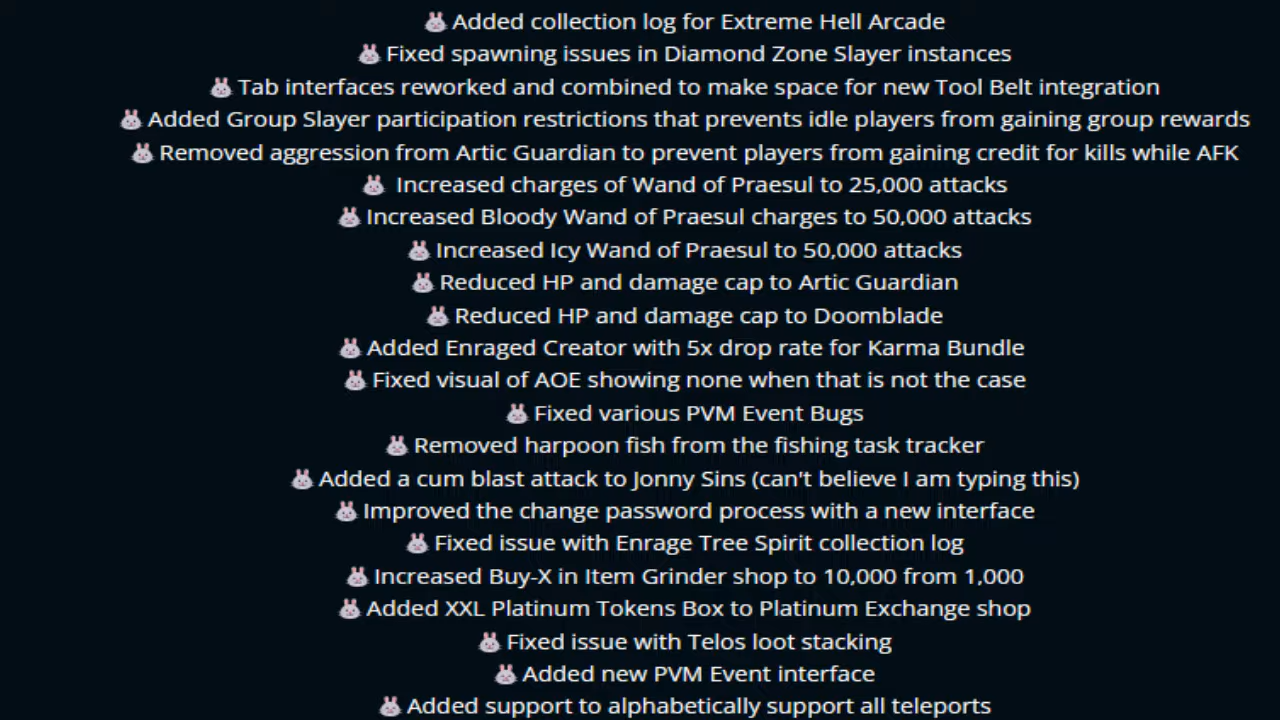 Added collection log for Extreme Hell Arcade
Fixed spawning issues in Diamond Zone Slayer instances
Tab interfaces reworked and combined to make space for new Tool Belt integration
Added Group Slayer participation restrictions that prevents idle players from gaining group rewards
Removed aggression from Artic Guardian to prevent players from gaining credit for kills while AFK
Increased charges of Wand of Praesul to 25,000 attacks
Increased Bloody Wand of Praesul charges to 50,000 attacks
Increased Icy Wand of Praesul to 50,000 attacks
Reduced HP and damage cap to Artic Guardian
Reduced HP and damage cap to Doomblade
Added Enraged Creator with 5x drop rate for Karma Bundle
Fixed visual of AOE showing none when that is not the case
Fixed various PVM Event Bugs
Removed harpoon fish from the fishing task tracker
Added a cum blast attack to Jonny Sins (can't believe I am typing this)
Improved the change password process with a new interface
Fixed issue with Enrage Tree Spirit collection log
Increased Buy-X in Item Grinder shop to 10,000 from 1,000
Added XXL Platinum Tokens Box to Platinum Exchange shop
Fixed issue with Telos loot stacking
Added new PVM Event interface
Added support to alphabetically support all teleports